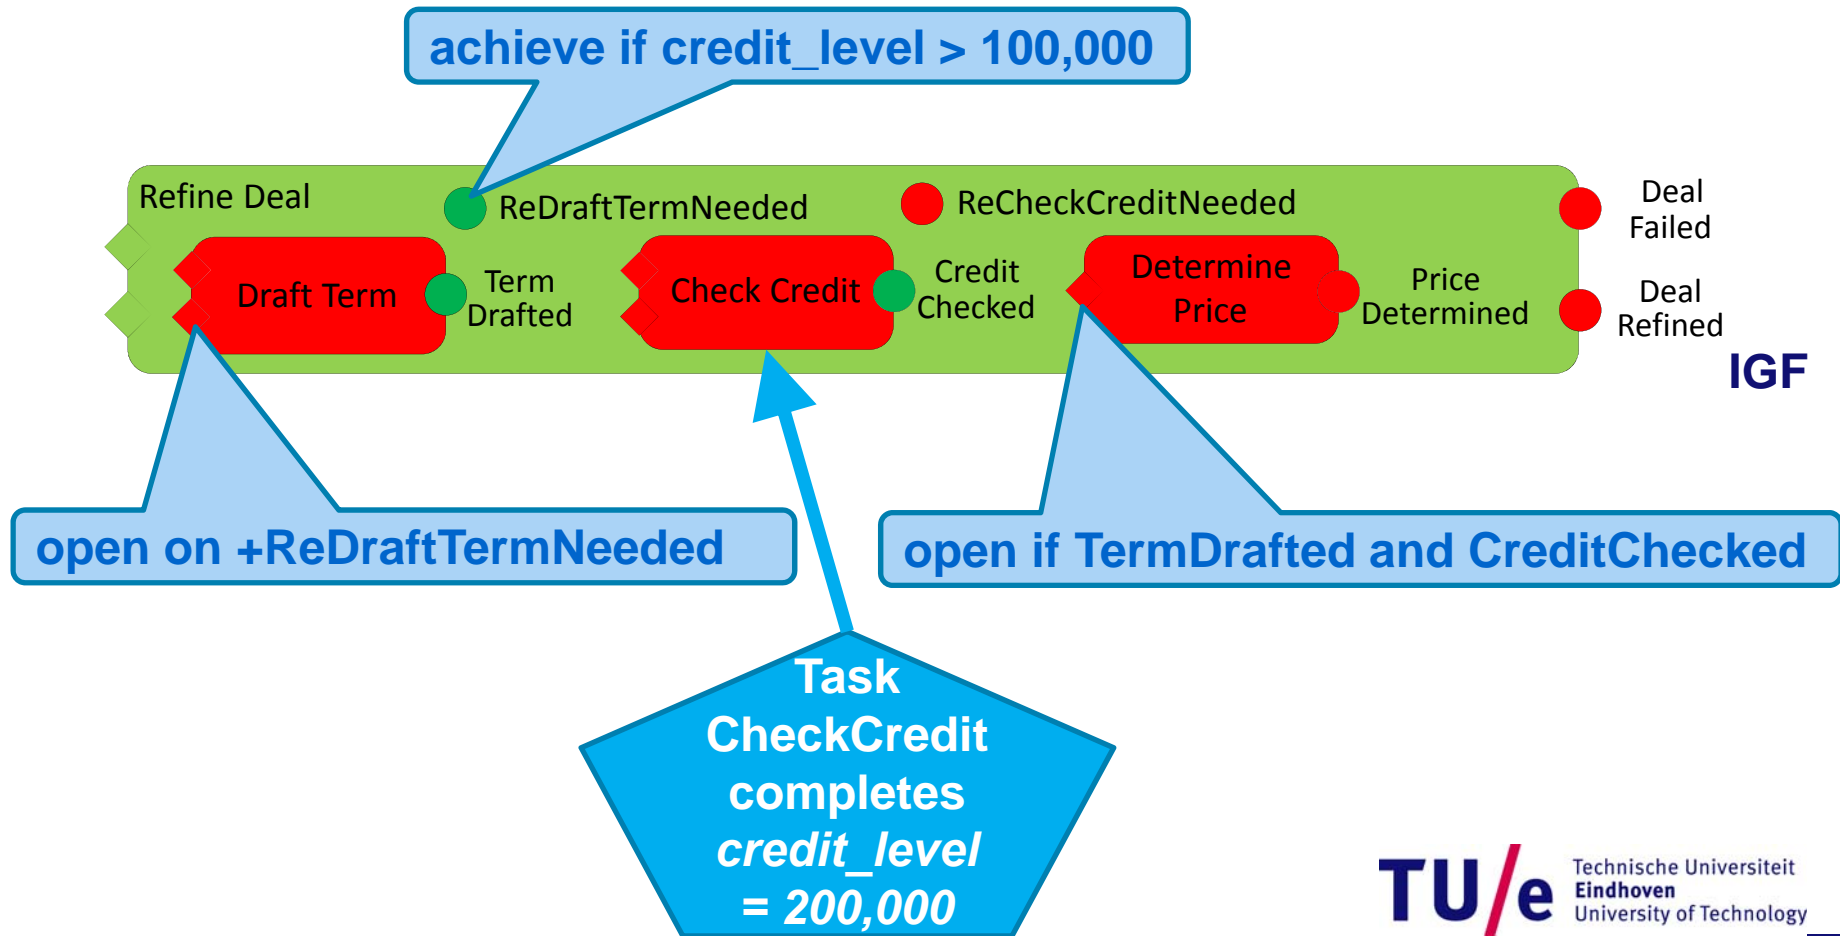 achieve if credit_level > 100,000
Refine Deal
ReDraftTermNeeded
ReCheckCreditNeeded
Deal
Failed
Draft Term
Term
Drafted
Check Credit
Credit
Checked
Determine
Price
Price
Determined
Deal
Refined
IGF
open on +ReDraftTermNeeded
open if TermDrafted and CreditChecked
Task
CheckCredit
completes
credit_level
= 200,000
TU/e
Technische Universiteit
Eindhoven
University of Technology